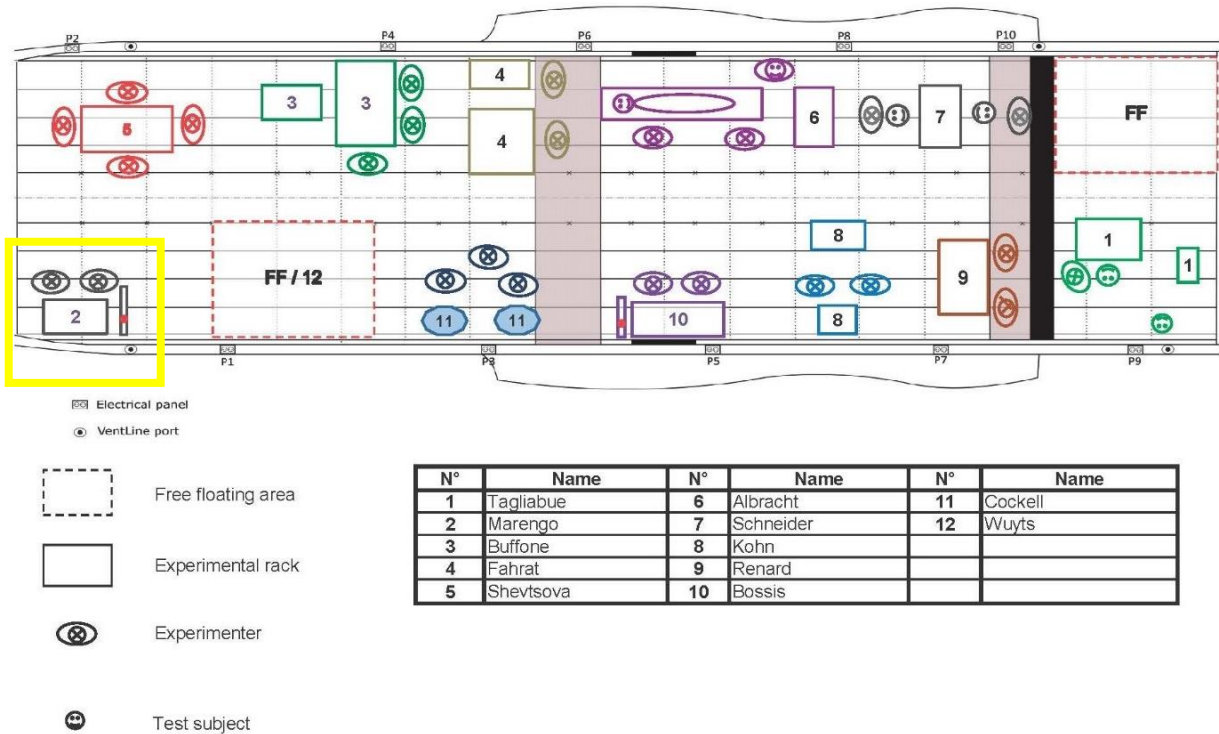 P2 P4 P6 P8 P10
4
3 3 6 7 FF
5 4
8 1
FF / 12 9 1
2 11 11 10 8
P1 P3 P5 P7 P9
Electrical panel
VentLine port
Free floating area
Experimental rack
Experimenter
Test subject
N° Name N° Name N° Name
1 Tagliabue 6 Albracht 11 Cockell
2 Marengo 7 Schneider 12 Wuyts
3 Buffone 8 Kohn
4 Fahrat 9 Renard
5 Shevtsova 10 Bossis